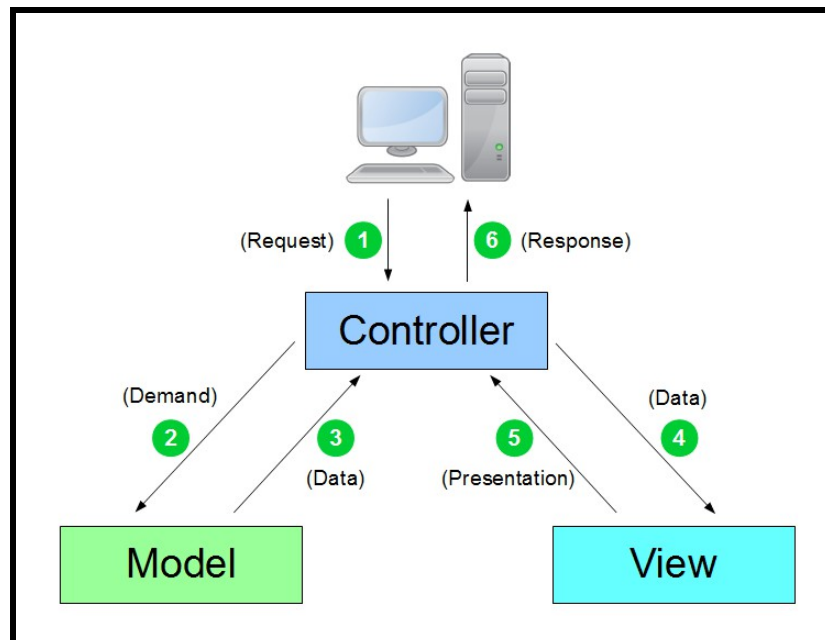 (Request) 1
6 (Response)
Controller
(Demand)
2
3
(Data)
(Data)
4
5
(Presentation)
Model
View